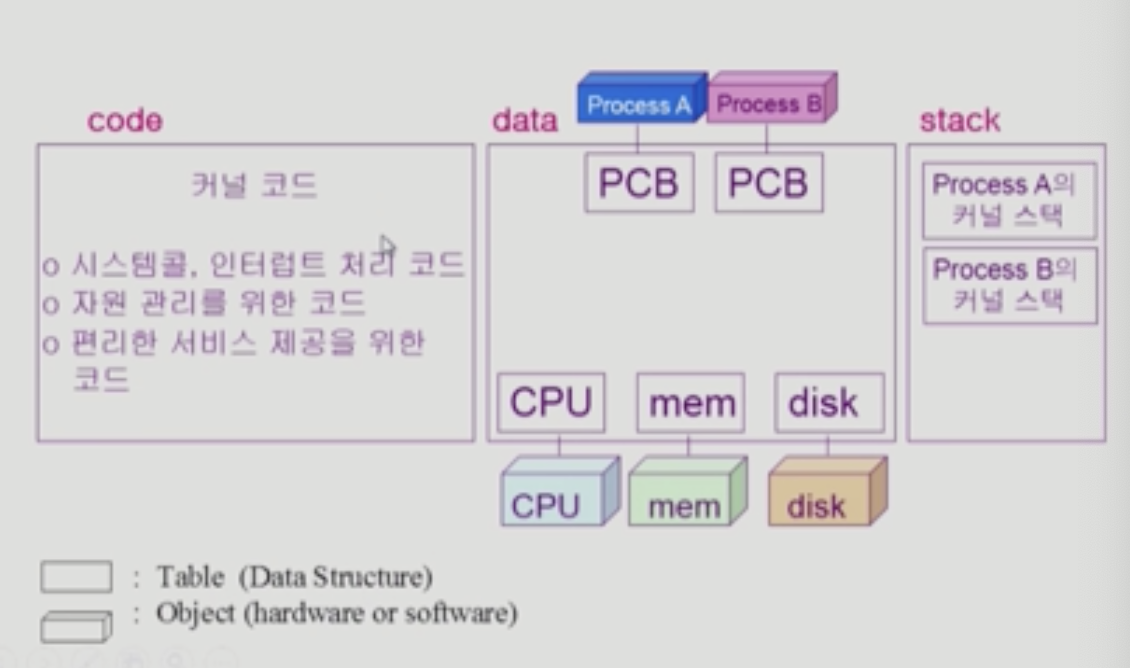 code
커널 코드
o 시스템콜, 인터럽트 처리 코드
o 자원 관리를 위한 코드
o 편리한 서비스 제공을 위한
코드
data
Process A
Process B
PCB
PCB
CPU
mem
disk
CPU
mem
disk
stack
Process A의
커널 스택
Process B의
커널 스택
: Table (Data Structure)
: Object (hardware or software)